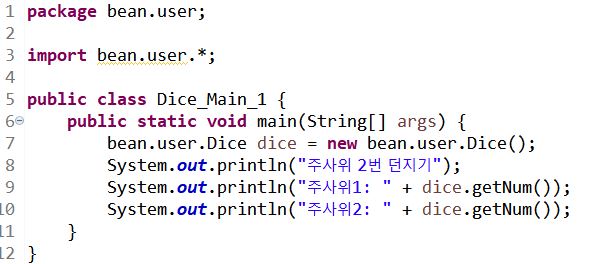 1 package bean.user;
2
3 import bean.user.*;
4
5 public class Dice_Main_1 {
6     public static void main(String[] args) {
7         bean.user.Dice dice = new bean.user.Dice();
8         System.out.println("주사위 2번 던지기");
9         System.out.println("주사위1: " + dice.getNum());
10         System.out.println("주사위2: " + dice.getNum());
11     }
12 }